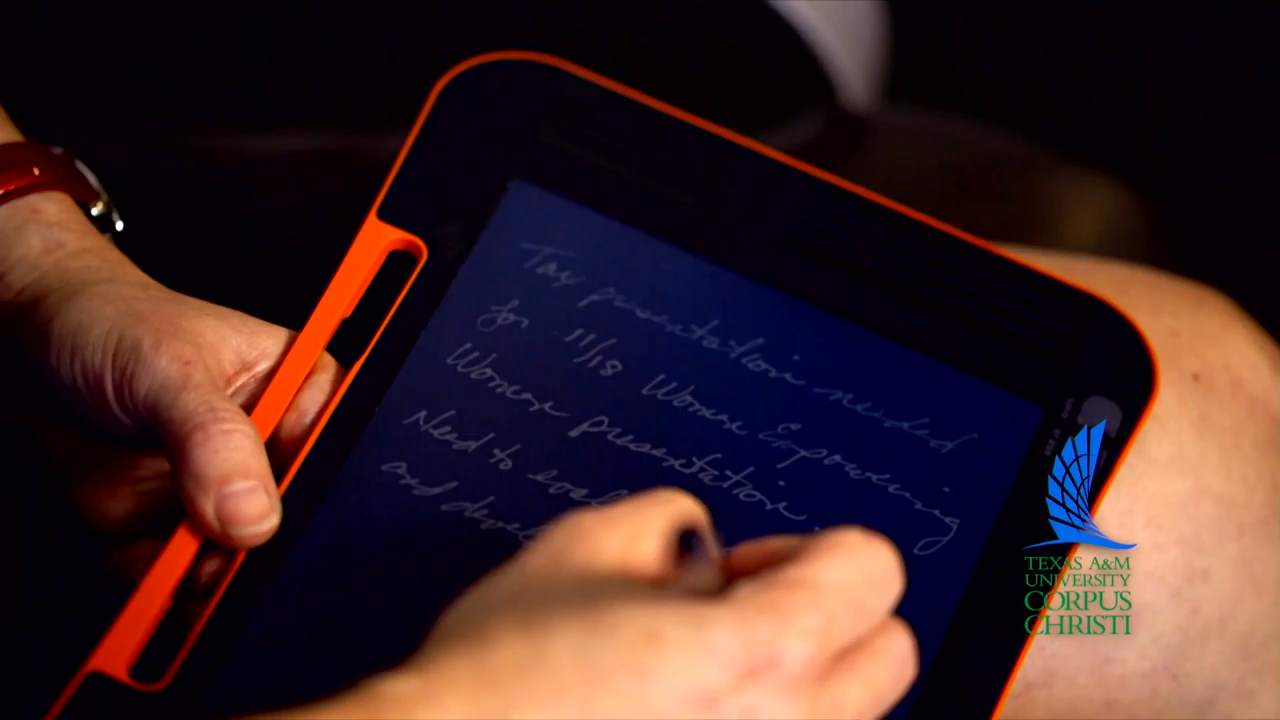 Tax presentation needed
for 11/18 Women Empowering
Women presentation.
Need to
and
TEXAS A&M
UNIVERSITY
CORPUS
CHRISTI